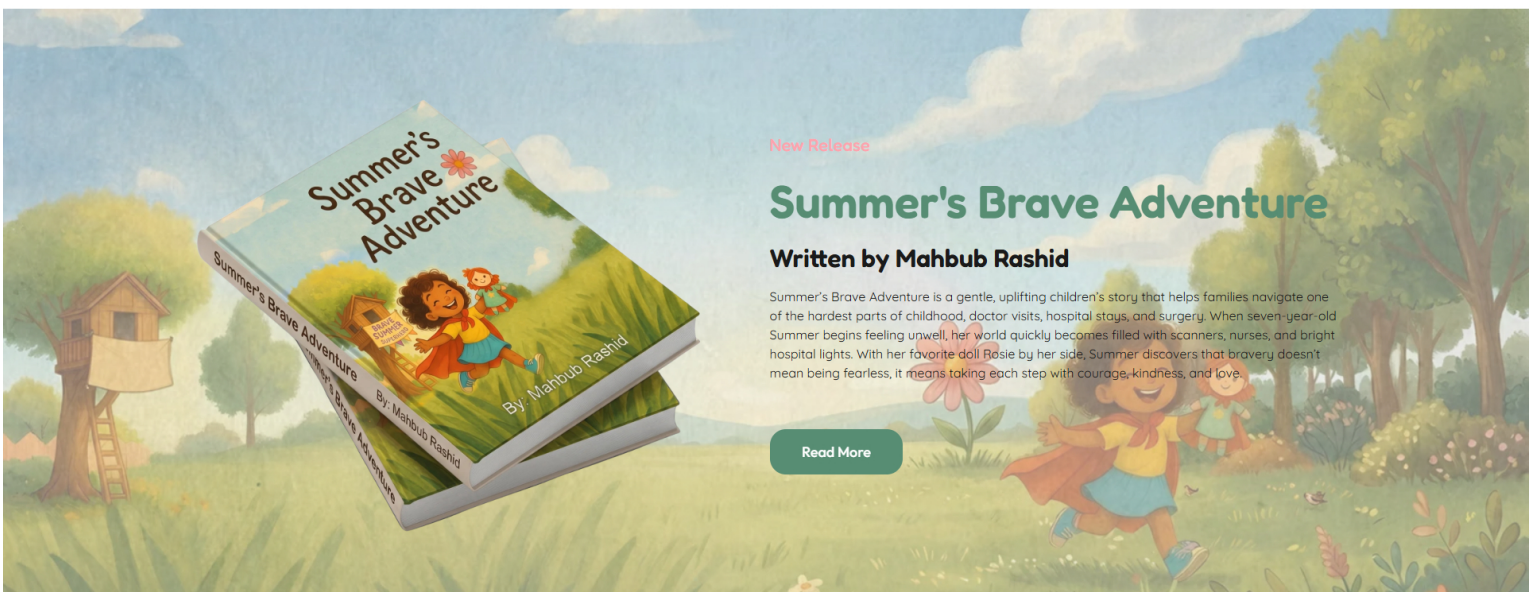 Summer's
Brave
Adventure
By: Mahbub Rashid
Summer's Brave Adventure
By: Mahbub Rashid
BRAVE
SUMMER
Brave Adventure
New Release
Summer's Brave Adventure
Written by Mahbub Rashid
Summer's Brave Adventure is a gentle, uplifting children's story that helps families navigate one
of the hardest parts of childhood, doctor visits, hospital stays, and surgery. When seven-year-old
Summer begins feeling unwell, her world quickly becomes filled with scanners, nurses, and bright
hospital lights. With her favorite doll Rosie by her side, Summer discovers that bravery doesn't
mean being fearless, it means taking each step with courage, kindness, and love.
Read More